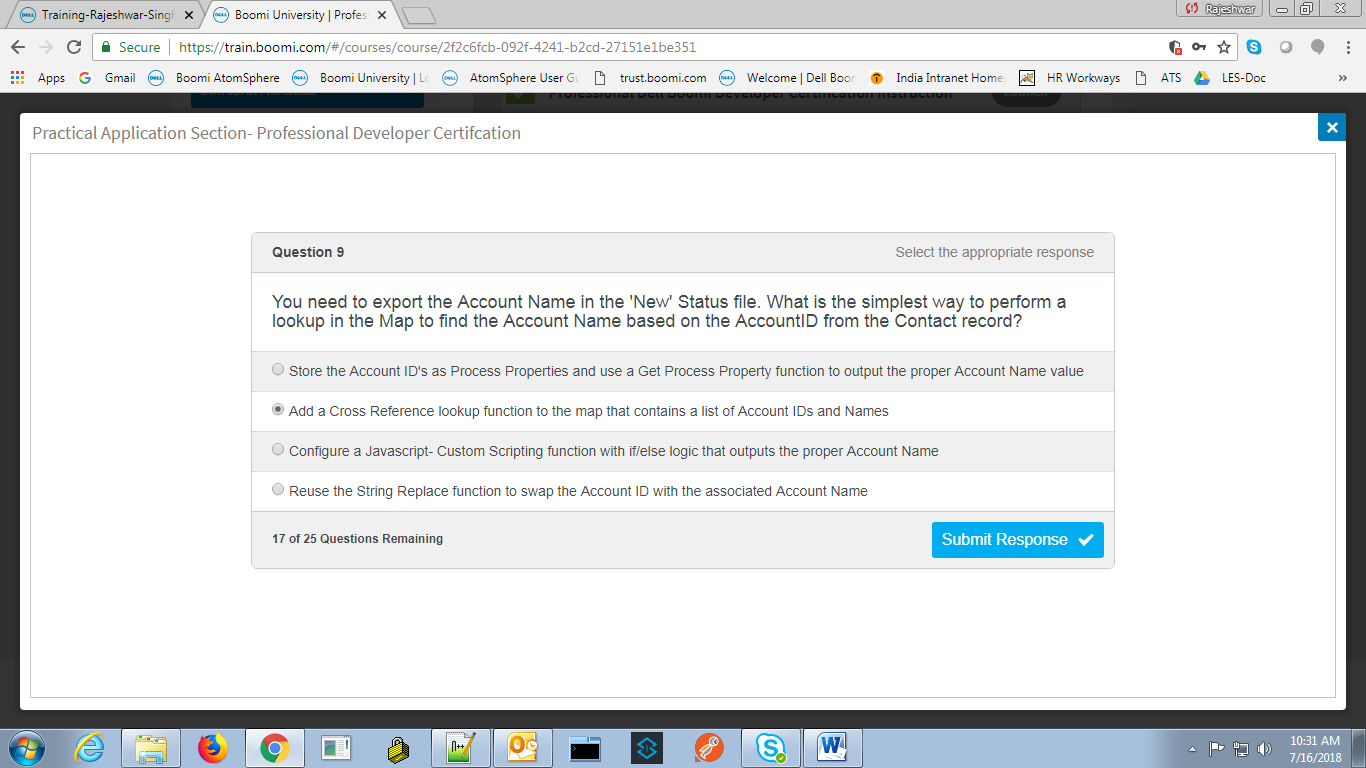 Training-Rajeshwar-Singh
Boomi University | Profess
Rajeshwar
Secure
https://train.boomi.com/#/courses/course/2f2c6fcb-092f-4241-b2cd-27151e1be351
Apps
Gmail
Boomi AtomSphere
Boomi University | Lo
AtomSphere User Gu
trust.boomi.com
Welcome | Dell Boom
India Intranet Home
HR Workways
ATS
LES-Doc
»
Professional Dell Boomi Developer Certification Instruction
Practical Application Section- Professional Developer Certifcation
Question 9
Select the appropriate response
You need to export the Account Name in the 'New' Status file. What is the simplest way to perform a
lookup in the Map to find the Account Name based on the AccountID from the Contact record?
Store the Account ID's as Process Properties and use a Get Process Property function to output the proper Account Name value
Add a Cross Reference lookup function to the map that contains a list of Account IDs and Names
Configure a Javascript- Custom Scripting function with if/else logic that outputs the proper Account Name
Reuse the String Replace function to swap the Account ID with the associated Account Name
17 of 25 Questions Remaining
Submit Response
10:31 AM
7/16/2018